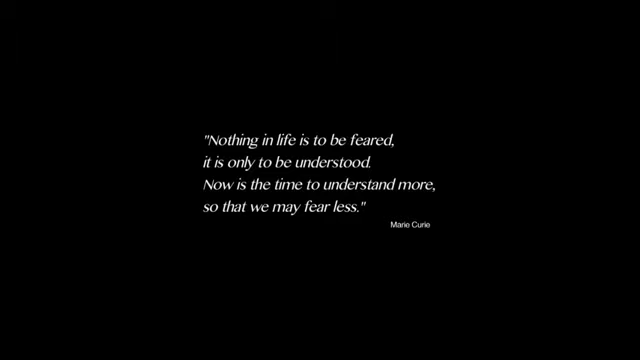 "Nothing in life is to be feared,
it is only to be understood.
Now is the time to understand more,
so that we may fear less."
Marie Curie